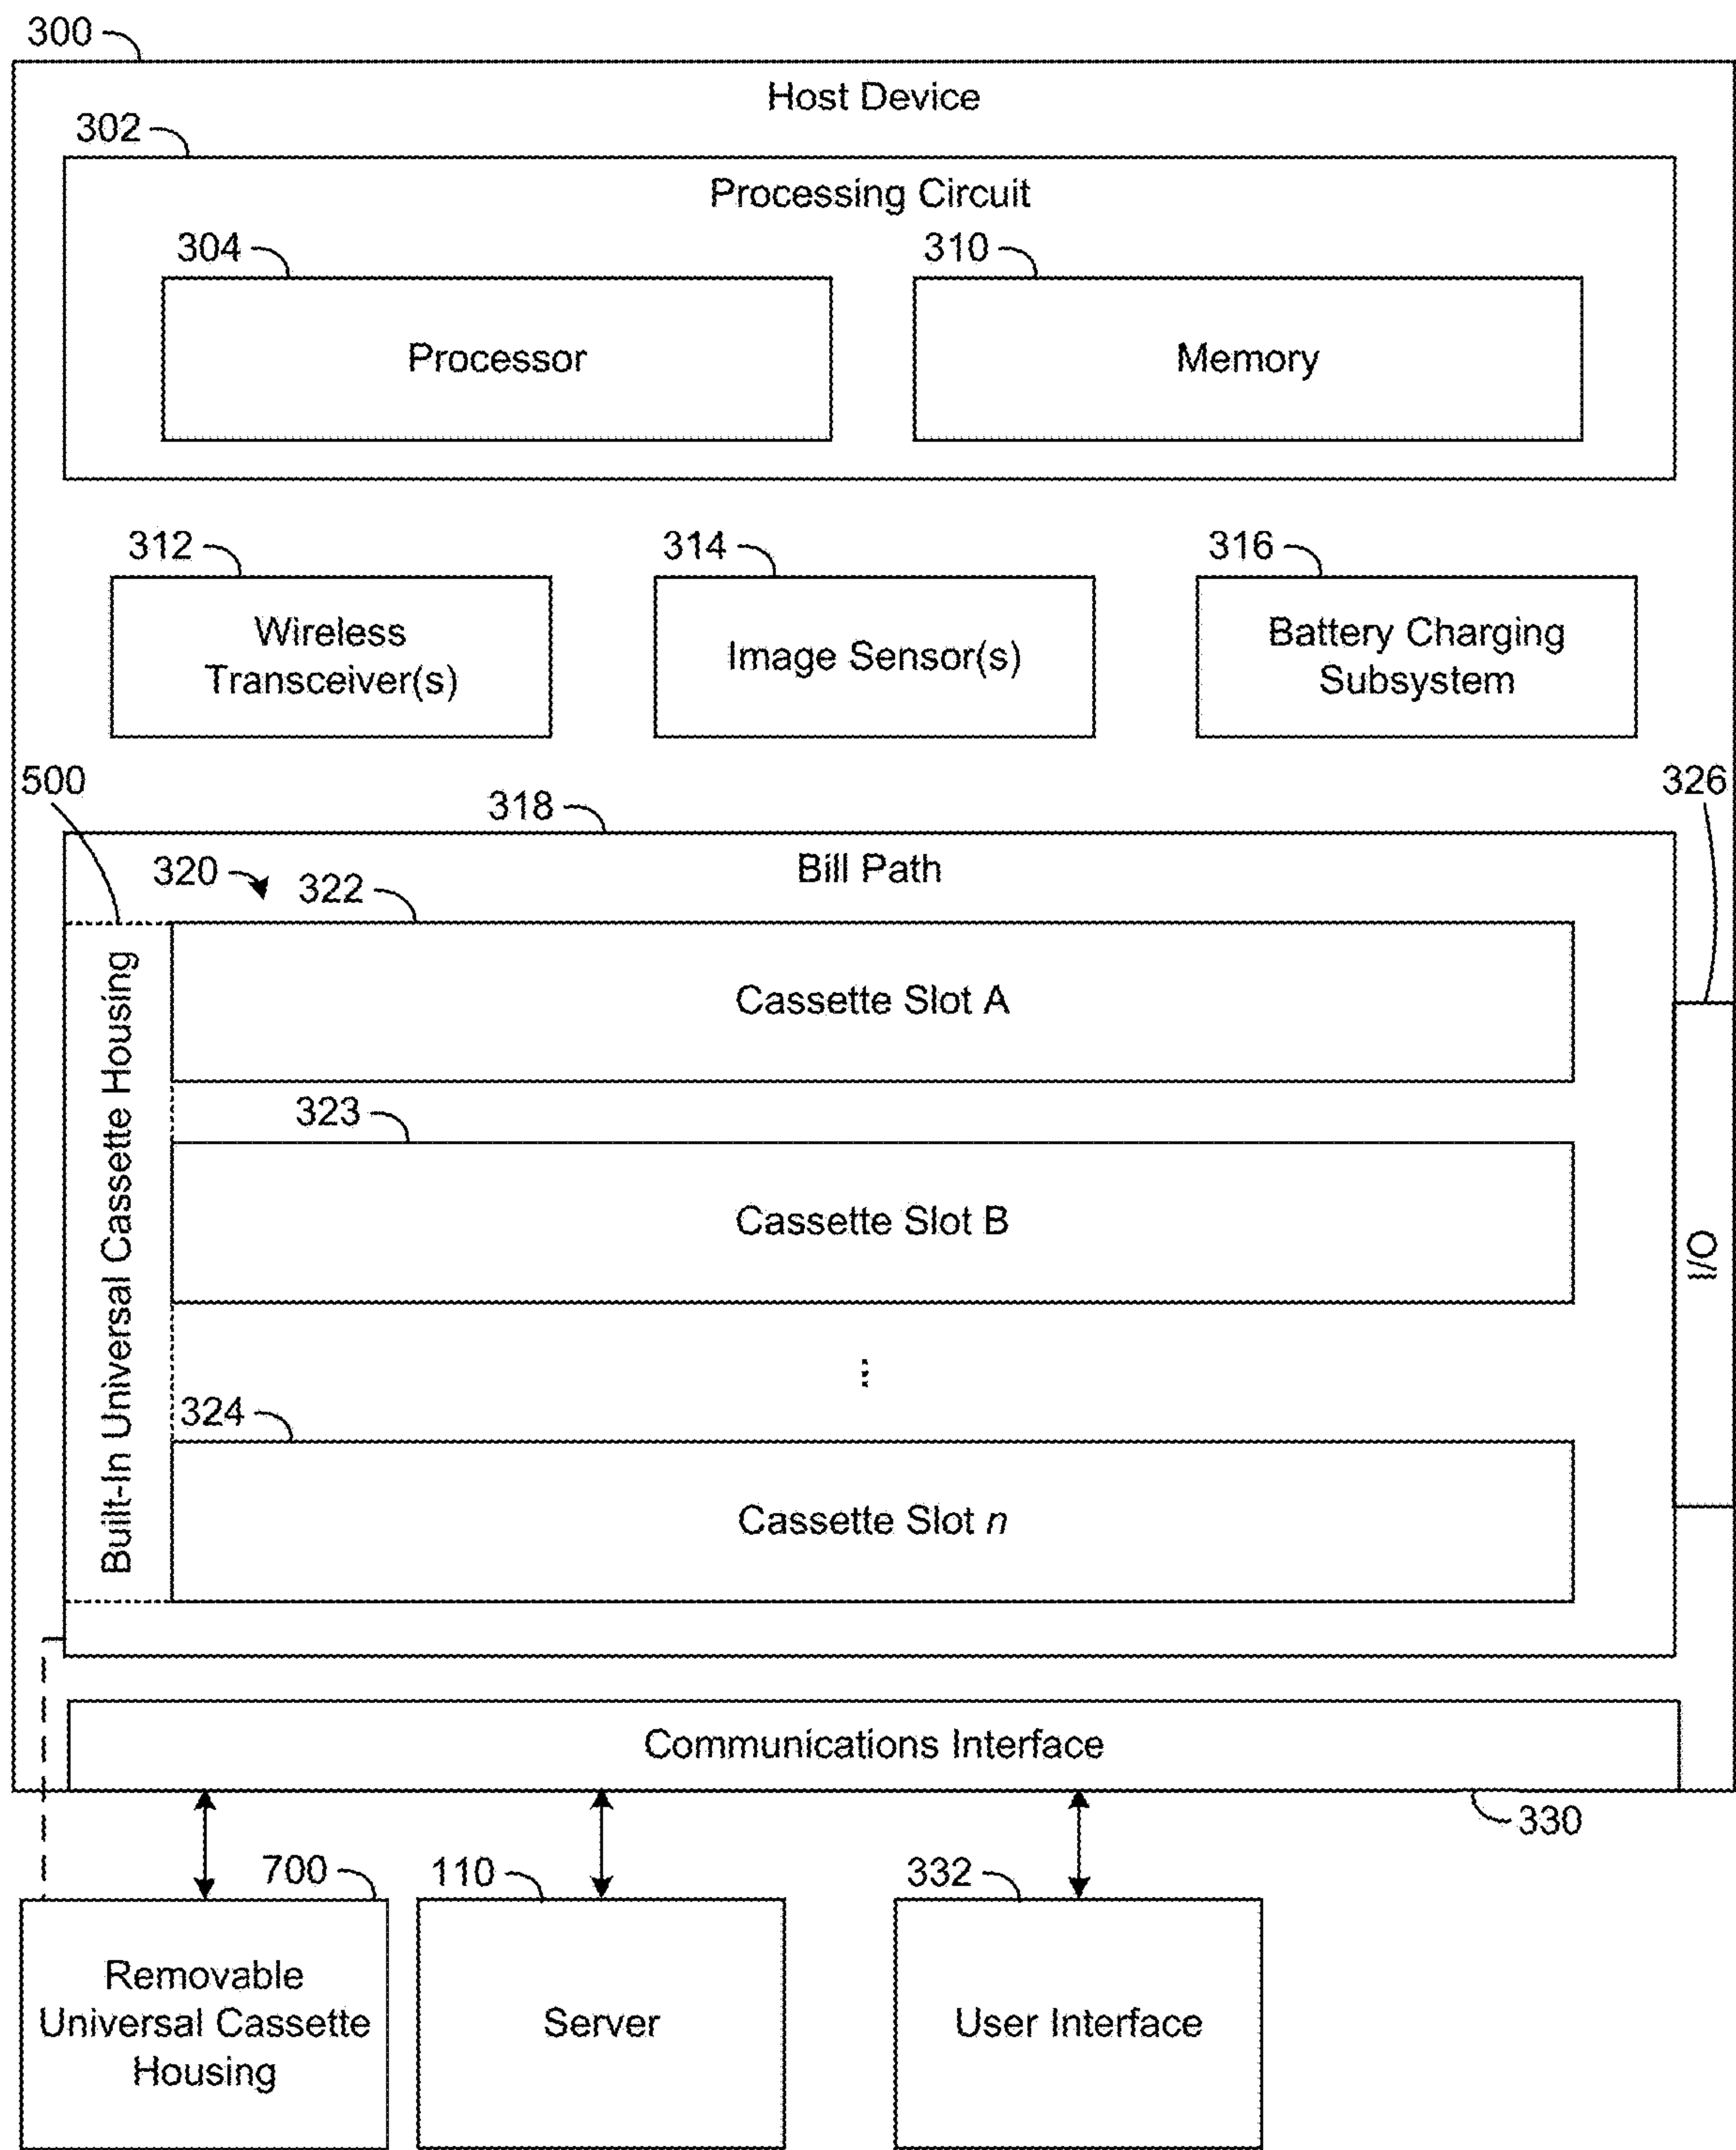 300
Host Device
302
Processing Circuit
304
310
Processor
Memory
312
314
316
Wireless
Transceiver(s)
Image Sensor(s)
Battery Charging
Subsystem
500
318
326
Bill Path
320
322
Built-In Universal Cassette Housing
Cassette Slot A
323
Cassette Slot B
I/O
...
324
Cassette Slot n
Communications Interface
330
700
110
332
Removable
Universal Cassette
Housing
Server
User Interface